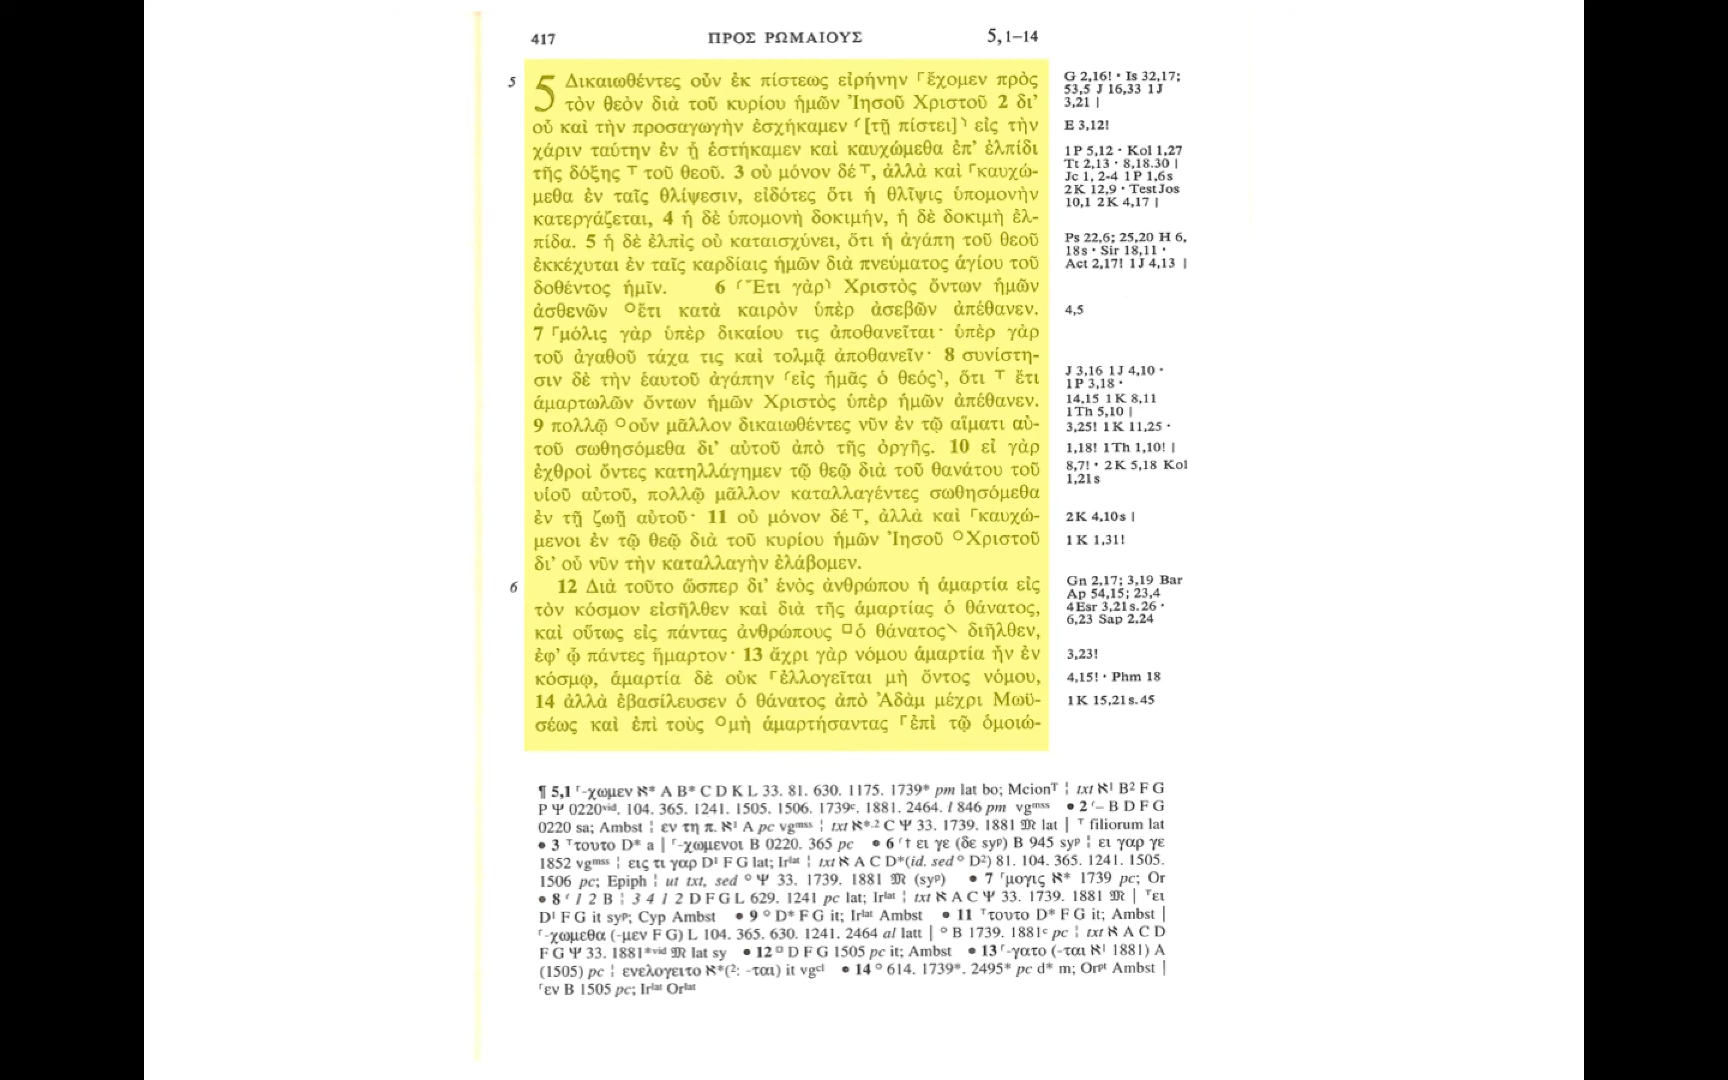 417 ΠΡΟΣ ΡΩΜΑΙΟΥΣ 5,1–14
5
5 Δικαιωθέντες οὖν ἐκ πίστεως εἰρήνην ⸀ἔχομεν πρὸς
τὸν θεὸν διὰ τοῦ κυρίου ἡμῶν Ἰησοῦ Χριστοῦ 2 δι’
οὗ καὶ τὴν προσαγωγὴν ἐσχήκαμεν ⸂[τῇ πίστει]⸃ εἰς τὴν
χάριν ταύτην ἐν ᾗ ἑστήκαμεν καὶ καυχώμεθα ἐπ’ ἐλπίδι
τῆς δόξης ⸆ τοῦ θεοῦ. 3 οὐ μόνον δέ⸆, ἀλλὰ καὶ ⸀καυχώ-
μεθα ἐν ταῖς θλίψεσιν, εἰδότες ὅτι ἡ θλῖψις ὑπομονὴν
κατεργάζεται, 4 ἡ δὲ ὑπομονὴ δοκιμήν, ἡ δὲ δοκιμὴ ἐλ-
πίδα. 5 ἡ δὲ ἐλπὶς οὐ καταισχύνει, ὅτι ἡ ἀγάπη τοῦ θεοῦ
ἐκκέχυται ἐν ταῖς καρδίαις ἡμῶν διὰ πνεύματος ἁγίου τοῦ
δοθέντος ἡμῖν. 6 ⸂Ἔτι γὰρ⸃ Χριστὸς ὄντων ἡμῶν
ἀσθενῶν ⸰ἔτι κατὰ καιρὸν ὑπὲρ ἀσεβῶν ἀπέθανεν.
7 ⸀μόλις γὰρ ὑπὲρ δικαίου τις ἀποθανεῖται· ὑπὲρ γὰρ
τοῦ ἀγαθοῦ τάχα τις καὶ τολμᾷ ἀποθανεῖν· 8 συνίστη-
σιν δὲ τὴν ἑαυτοῦ ἀγάπην ⸂εἰς ἡμᾶς ὁ θεός⸃, ὅτι ⸆ ἔτι
ἁμαρτωλῶν ὄντων ἡμῶν Χριστὸς ὑπὲρ ἡμῶν ἀπέθανεν.
9 πολλῷ ⸰οὖν μᾶλλον δικαιωθέντες νῦν ἐν τῷ αἵματι αὐ-
τοῦ σωθησόμεθα δι’ αὐτοῦ ἀπὸ τῆς ὀργῆς. 10 εἰ γὰρ
ἐχθροὶ ὄντες κατηλλάγημεν τῷ θεῷ διὰ τοῦ θανάτου τοῦ
υἱοῦ αὐτοῦ, πολλῷ μᾶλλον καταλλαγέντες σωθησόμεθα
ἐν τῇ ζωῇ αὐτοῦ· 11 οὐ μόνον δέ⸆, ἀλλὰ καὶ ⸀καυχώ-
μενοι ἐν τῷ θεῷ διὰ τοῦ κυρίου ἡμῶν Ἰησοῦ ⸰Χριστοῦ
δι’ οὗ νῦν τὴν καταλλαγὴν ἐλάβομεν.
6
12 Διὰ τοῦτο ὥσπερ δι’ ἑνὸς ἀνθρώπου ἡ ἁμαρτία εἰς
τὸν κόσμον εἰσῆλθεν καὶ διὰ τῆς ἁμαρτίας ὁ θάνατος,
καὶ οὕτως εἰς πάντας ἀνθρώπους ⸋ὁ θάνατος⸌ διῆλθεν,
ἐφ’ ᾧ πάντες ἥμαρτον· 13 ἄχρι γὰρ νόμου ἁμαρτία ἦν ἐν
κόσμῳ, ἁμαρτία δὲ οὐκ ⸀ἐλλογεῖται μὴ ὄντος νόμου,
14 ἀλλὰ ἐβασίλευσεν ὁ θάνατος ἀπὸ Ἀδὰμ μέχρι Μωϋ-
σέως καὶ ἐπὶ τοὺς ⸰μὴ ἁμαρτήσαντας ⸀ἐπὶ τῷ ὁμοιώ-
G 2,16! · Is 32,17;
53,5 J 16,33 1J
3,21 |
E 3,12!
1P 5,12 · Kol 1,27
Tt 2,13 · 8,18.30 |
Jc 1, 2-4 1P 1,6s
2K 12,9 · TestJos
10,1 2K 4,17 |
Ps 22,6; 25,20 H 6,
18s · Sir 18,11 ·
Act 2,17! 1J 4,13 |
4,5
J 3,16 1J 4,10 ·
1P 3,18 ·
14,15 1K 8,11
1Th 5,10 |
3,25! 1K 11,25 ·
1,18! 1Th 1,10! |
8,7! · 2K 5,18 Kol
1,21s
2K 4,10s |
1K 1,31!
Gn 2,17; 3,19 Bar
Ap 54,15; 23,4
4Esr 3,21s.26 ·
6,23 Sap 2,24
3,23!
4,15! · Phm 18
1K 15,21s.45
¶ 5,1 ⸀-χωμεν ℵ* A B* C D K L 33. 81. 630. 1175. 1739* pm lat bo; Mcion⸆ ¦ txt ℵ¹ B² F G
P Ψ 0220ᵛⁱᵈ. 104. 365. 1241. 1505. 1506. 1739ᶜ. 1881. 2464. l 846 pm vgᵐˢˢ • 2 ⸂– B D F G
0220 sa; Ambst ¦ εν τη π. ℵ¹ A pc vgᵐˢˢ ¦ txt ℵ*·² C Ψ 33. 1739. 1881 𝔐 lat | ⸆ filiorum lat
• 3 ⸆τουτο D* a | ⸀-χωμενοι B 0220. 365 pc • 6 ⸂† ει γε (δε syᵖ) B 945 syᵖ ¦ ει γαρ γε
1852 vgᵐˢˢ ¦ εις τι γαρ D¹ F G lat; Irˡᵃᵗ ¦ txt ℵ A C D*(id. sed ⸰ D²) 81. 104. 365. 1241. 1505.
1506 pc; Epiph ¦ ut txt, sed ⸰ Ψ 33. 1739. 1881 𝔐 (syᵖ) • 7 ⸀μογις ℵ* 1739 pc; Or
• 8 ⸂1 2 B ¦ 3 4 1 2 D F G L 629. 1241 pc lat; Irˡᵃᵗ ¦ txt ℵ A C Ψ 33. 1739. 1881 𝔐 | ⸆ει
D¹ F G it syᵖ; Cyp Ambst • 9 ⸰ D* F G it; Irˡᵃᵗ Ambst • 11 ⸆τουτο D* F G it; Ambst |
⸀-χωμεθα (-μεν F G) L 104. 365. 630. 1241. 2464 al latt | ⸰ B 1739. 1881ᶜ pc ¦ txt ℵ A C D
F G Ψ 33. 1881*ᵛⁱᵈ 𝔐 lat sy • 12 ⸋ D F G 1505 pc it; Ambst • 13 ⸀-γατο (-ται ℵ¹ 1881) A
(1505) pc ¦ ενελογειτο ℵ*(²: -ται) it vgᶜˡ • 14 ⸰ 614. 1739*. 2495* pc d* m; Orᵖᵗ Ambst |
⸀εν B 1505 pc; Irˡᵃᵗ Orˡᵃᵗ